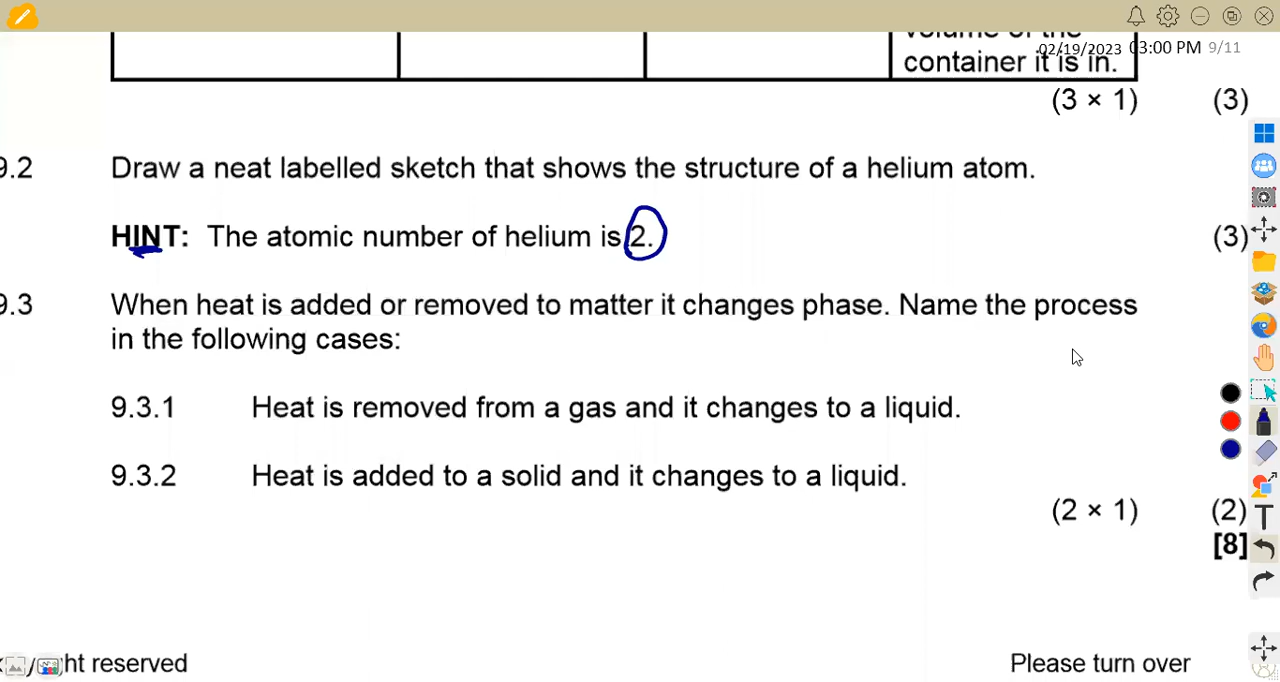 02/19/2023 03:00 PM 9/11
volume of the
container it is in.
(3 × 1) (3)
9.2 Draw a neat labelled sketch that shows the structure of a helium atom.
HINT: The atomic number of helium is 2. (3)
9.3 When heat is added or removed to matter it changes phase. Name the process
in the following cases:
9.3.1 Heat is removed from a gas and it changes to a liquid.
9.3.2 Heat is added to a solid and it changes to a liquid.
(2 × 1) (2)
[8]
ht reserved Please turn over